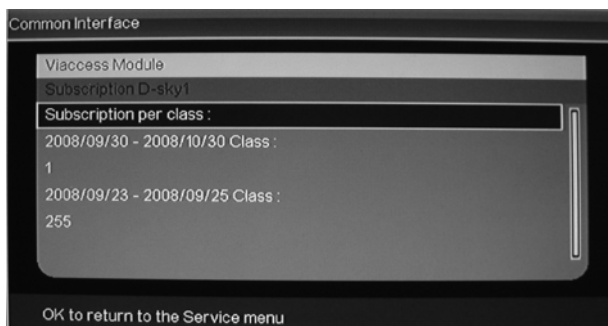 Common Interface
Viaccess Module
Subscription D-sky1
Subscription per class :
2008/09/30 - 2008/10/30 Class :
1
2008/09/23 - 2008/09/25 Class :
255
OK to return to the Service menu